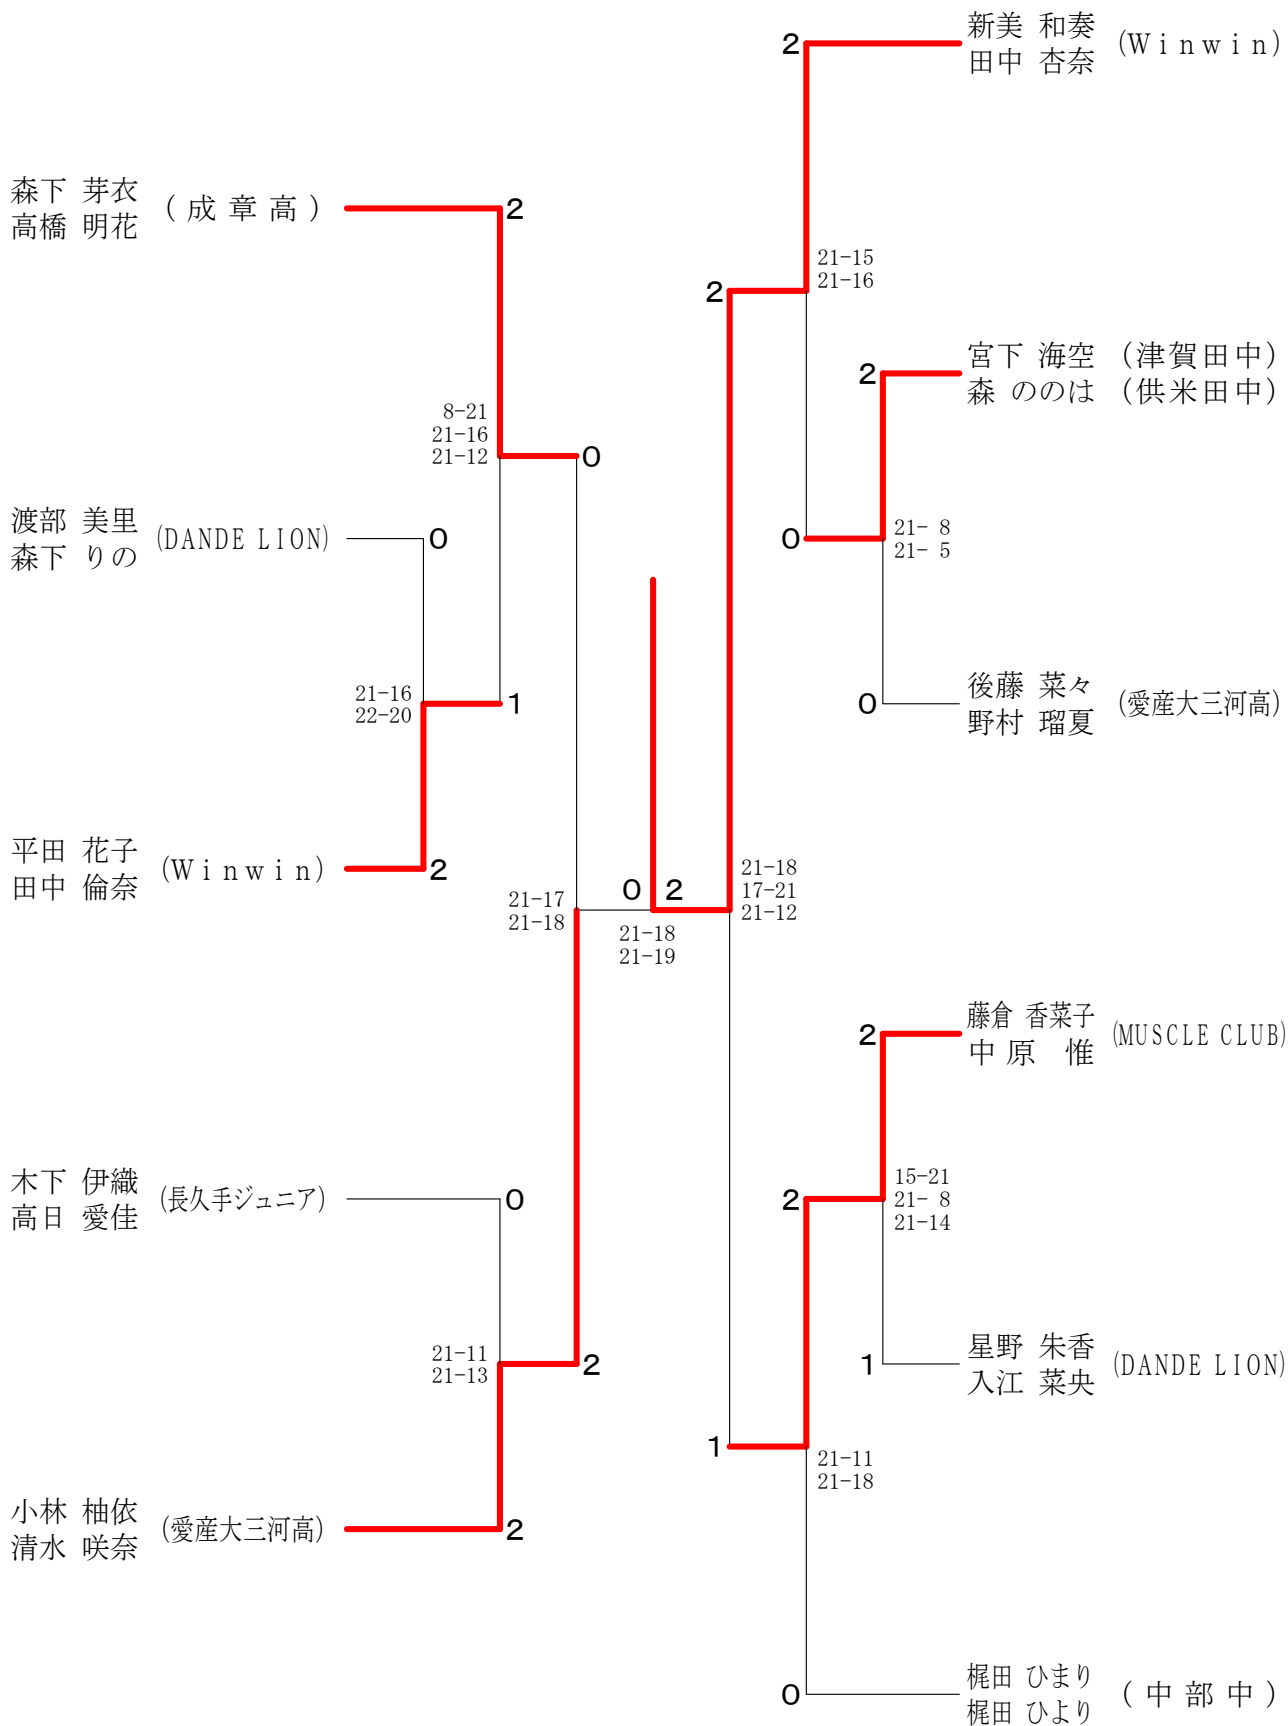 森下 芽衣
高橋 明花
(成章高)
2
8-21
21-16
21-12
0
渡部 美里
森下 りの
(DANDE LION)
0
21-16
22-20
1
平田 花子
田中 倫奈
(Winwin)
2
21-17
21-18
木下 伊織
高日 愛佳
(長久手ジュニア)
0
21-11
21-13
2
小林 柚依
清水 咲奈
(愛産大三河高)
2
0 2
21-18
21-19
2
新美 和奏
田中 杏奈
(Winwin)
2
21-15
21-16
2
宮下 海空 (津賀田中)
森 ののは (供米田中)
0
21- 8
21- 5
0
後藤 菜々
野村 瑠夏
(愛産大三河高)
21-18
17-21
21-12
2
藤倉 香菜子
中原 惟
(MUSCLE CLUB)
2
15-21
21- 8
21-14
1
星野 朱香
入江 菜央
(DANDE LION)
1
21-11
21-18
0
梶田 ひまり
梶田 ひより
(中部中)